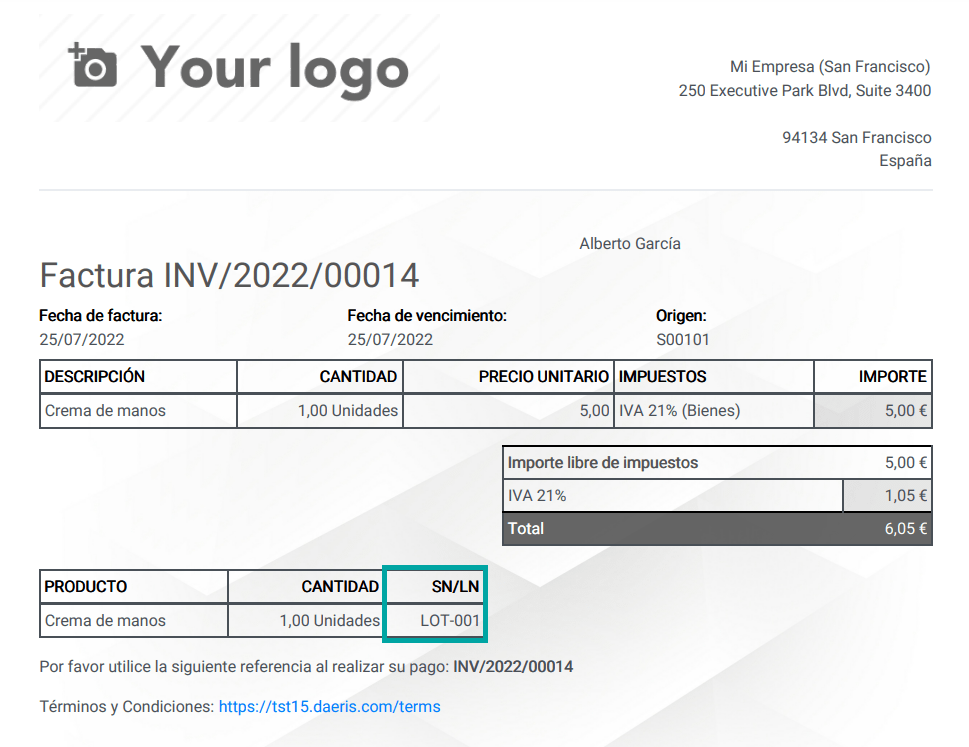 Your logo
Mi Empresa (San Francisco)
250 Executive Park Blvd, Suite 3400
94134 San Francisco
España
Alberto García
Factura INV/2022/00014
Fecha de factura: Fecha de vencimiento: Origen:
25/07/2022 25/07/2022 S00101
DESCRIPCIÓN CANTIDAD PRECIO UNITARIO IMPUESTOS IMPORTE
Crema de manos 1,00 Unidades 5,00 IVA 21% (Bienes) 5,00 €
Importe libre de impuestos 5,00 €
IVA 21% 1,05 €
Total 6,05 €
PRODUCTO CANTIDAD SN/LN
Crema de manos 1,00 Unidades LOT-001
Por favor utilice la siguiente referencia al realizar su pago: INV/2022/00014
Términos y Condiciones: https://tst15.daeris.com/terms